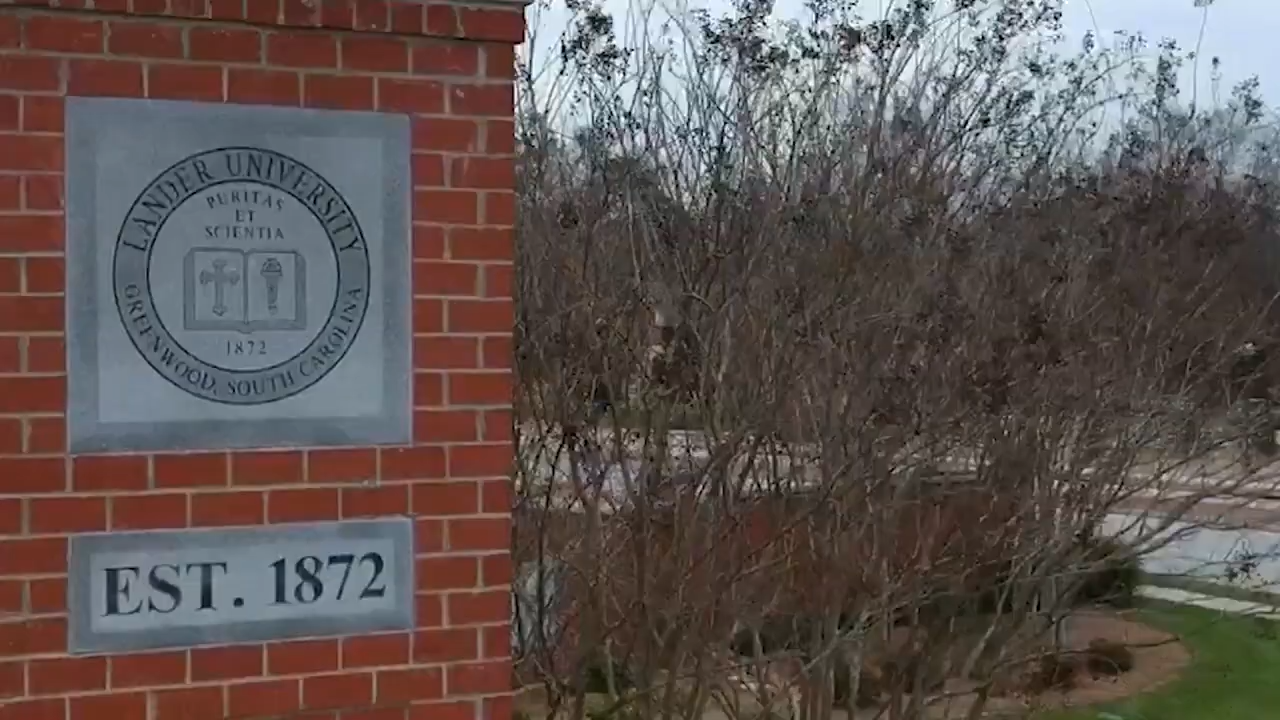 LANDER UNIVERSITY
PURITAS
ET
SCIENTIA
1872
GREENWOOD, SOUTH CAROLINA
EST. 1872